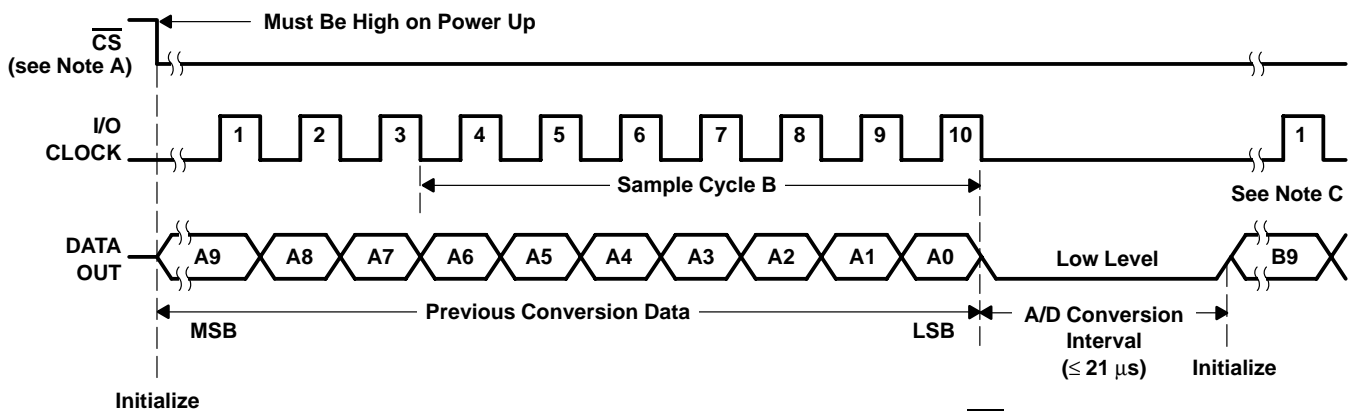 Must Be High on Power Up
CS
(see Note A)
I/O
CLOCK
1 2 3 4 5 6 7 8 9 10 1
Sample Cycle B
See Note C
DATA
OUT
A9 A8 A7 A6 A5 A4 A3 A2 A1 A0 Low Level B9
Previous Conversion Data
MSB LSB
A/D Conversion
Interval
(≤ 21 μs)
Initialize
Initialize